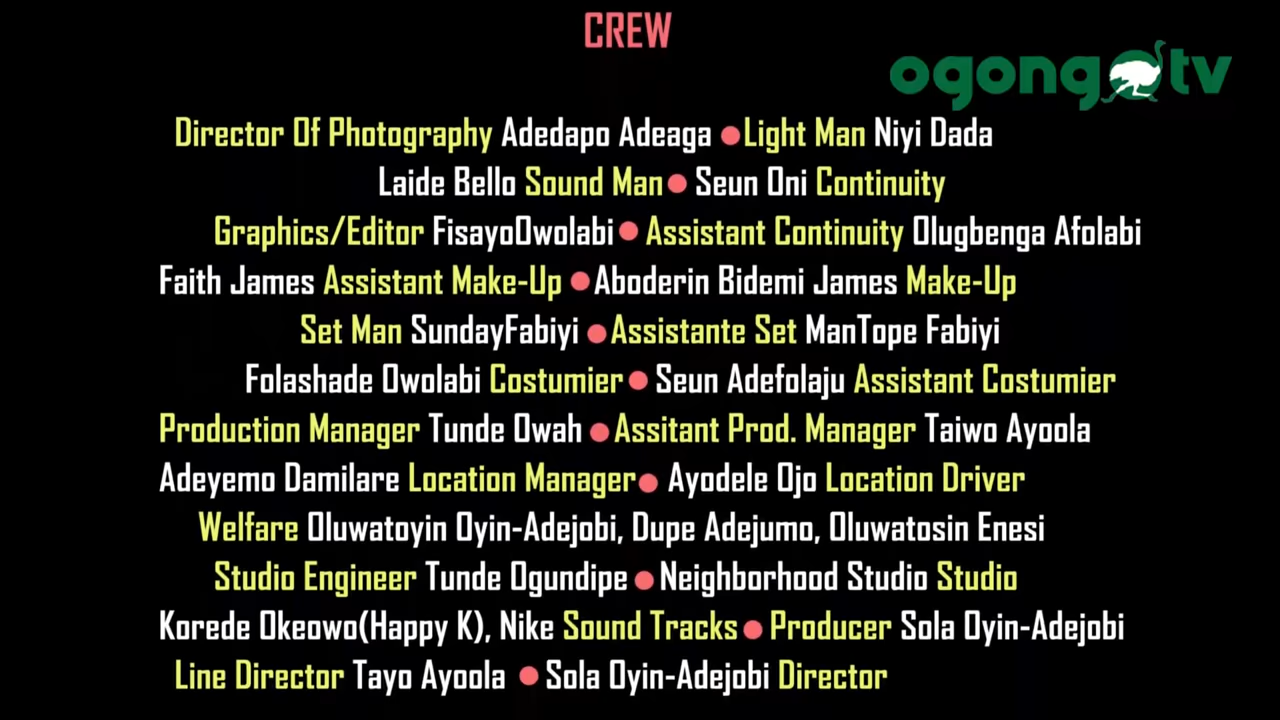 CREW
ogongo tv
Director Of Photography Adedapo Adeaga ●Light Man Niyi Dada
Laide Bello Sound Man● Seun Oni Continuity
Graphics/Editor FisayoOwolabi● Assistant Continuity Olugbenga Afolabi
Faith James Assistant Make-Up ●Aboderin Bidemi James Make-Up
Set Man SundayFabiyi ●Assistante Set ManTope Fabiyi
Folashade Owolabi Costumier● Seun Adefolaju Assistant Costumier
Production Manager Tunde Owah ●Assitant Prod. Manager Taiwo Ayoola
Adeyemo Damilare Location Manager● Ayodele Ojo Location Driver
Welfare Oluwatoyin Oyin-Adejobi, Dupe Adejumo, Oluwatosin Enesi
Studio Engineer Tunde Ogundipe ●Neighborhood Studio Studio
Korede Okeowo(Happy K), Nike Sound Tracks● Producer Sola Oyin-Adejobi
Line Director Tayo Ayoola ●Sola Oyin-Adejobi Director